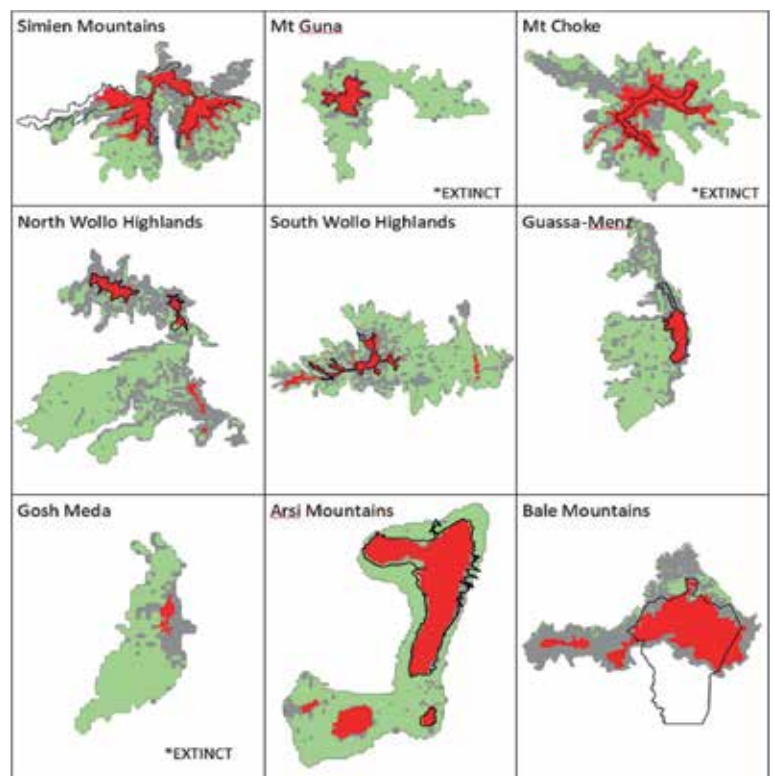 Simien Mountains
Mt Guna
Mt Choke
*EXTINCT
*EXTINCT
North Wollo Highlands
South Wollo Highlands
Guassa-Menz
Gosh Meda
Arsi Mountains
Bale Mountains
*EXTINCT